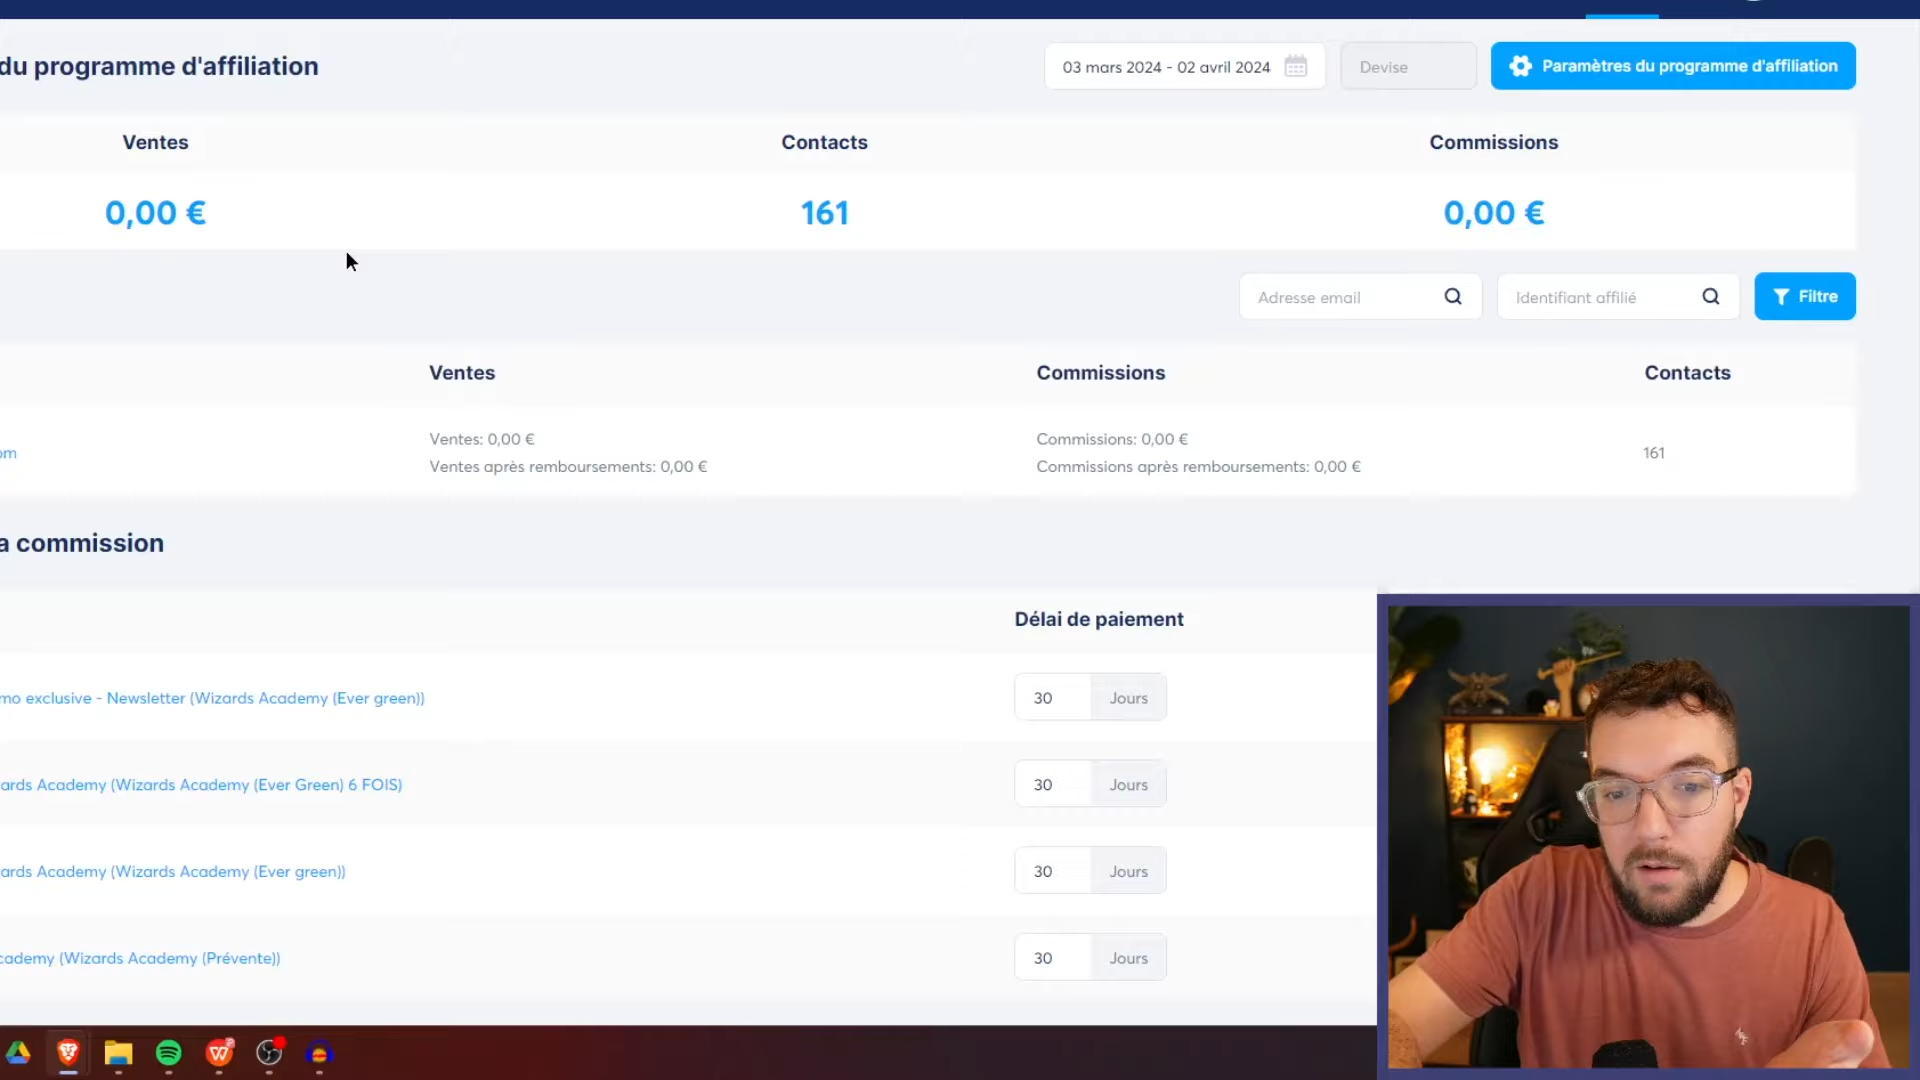 du programme d'affiliation
03 mars 2024 - 02 avril 2024
Devise
Paramètres du programme d'affiliation
Ventes
Contacts
Commissions
0,00 €
161
0,00 €
Adresse email
Identifiant affilié
Filtre
Ventes
Commissions
Contacts
om
Ventes: 0,00 €
Ventes après remboursements: 0,00 €
Commissions: 0,00 €
Commissions après remboursements: 0,00 €
161
a commission
Délai de paiement
mo exclusive - Newsletter (Wizards Academy (Ever green))
30 Jours
ards Academy (Wizards Academy (Ever Green) 6 FOIS)
30 Jours
ards Academy (Wizards Academy (Ever green))
30 Jours
cademy (Wizards Academy (Prévente))
30 Jours